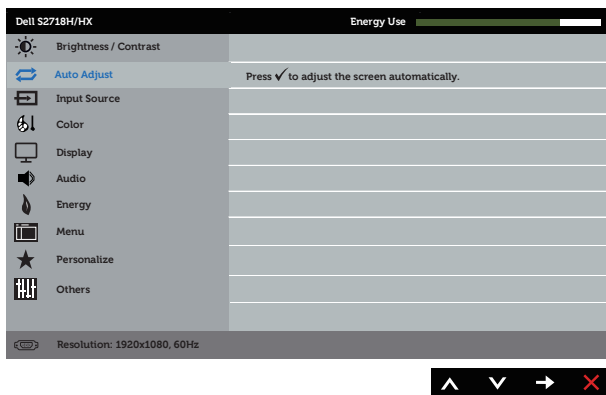 Dell S2718H/HX
Energy Use
Brightness / Contrast
Auto Adjust
Press ✓ to adjust the screen automatically.
Input Source
Color
Display
Audio
Energy
Menu
Personalize
Others
Resolution: 1920x1080, 60Hz